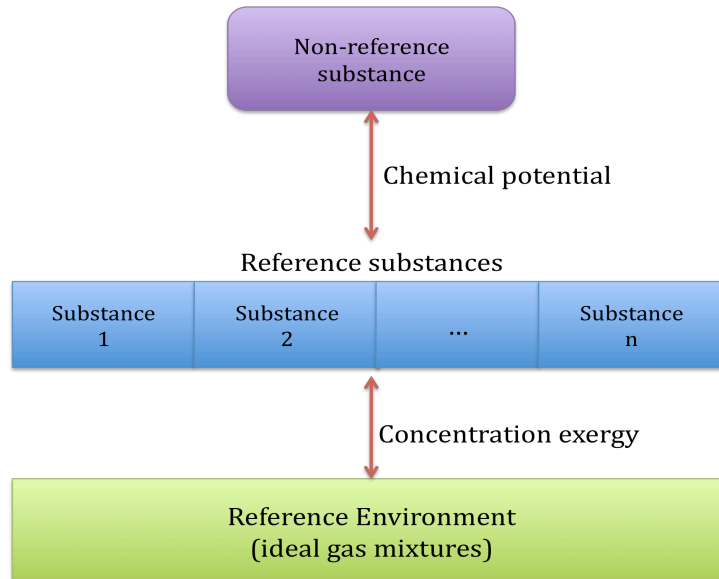 Non-reference
substance
Chemical potential
Reference substances
Substance
1
Substance
2
...
Substance
n
Concentration exergy
Reference Environment
(ideal gas mixtures)